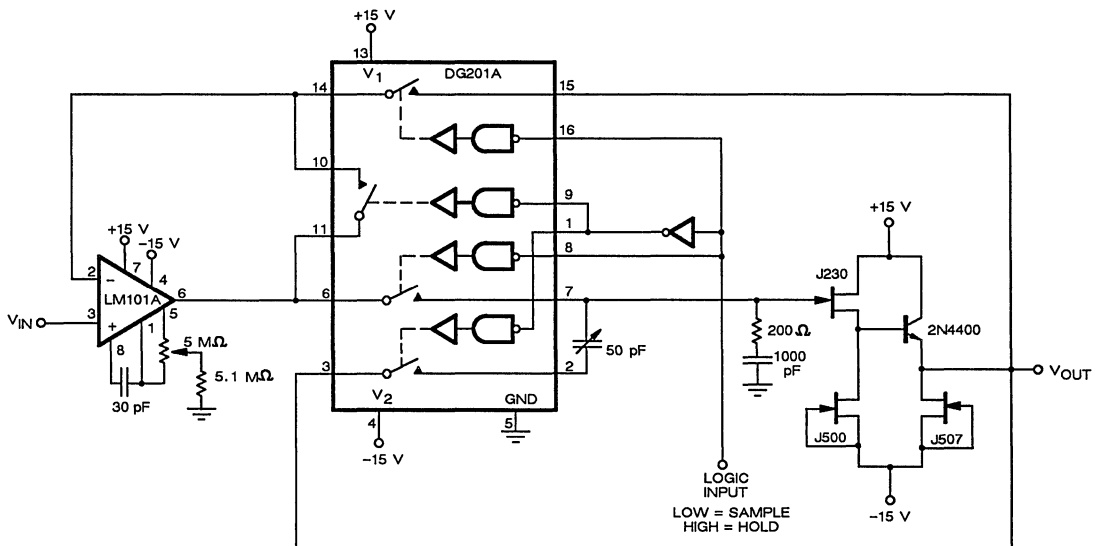 +15 V
13
V1
DG201A
14
15
16
10
9
1
11
8
+15 V
-15 V
7
4
2
−
LM101A
6
6
7
+15 V
J230
VIN
3
+
1
5
8
5 MΩ
5.1 MΩ
30 pF
200Ω
1000
pF
2N4400
50 pF
3
2
VOUT
V2
GND
4
5
-15 V
J500
J507
LOGIC
INPUT
LOW = SAMPLE
HIGH = HOLD
-15 V